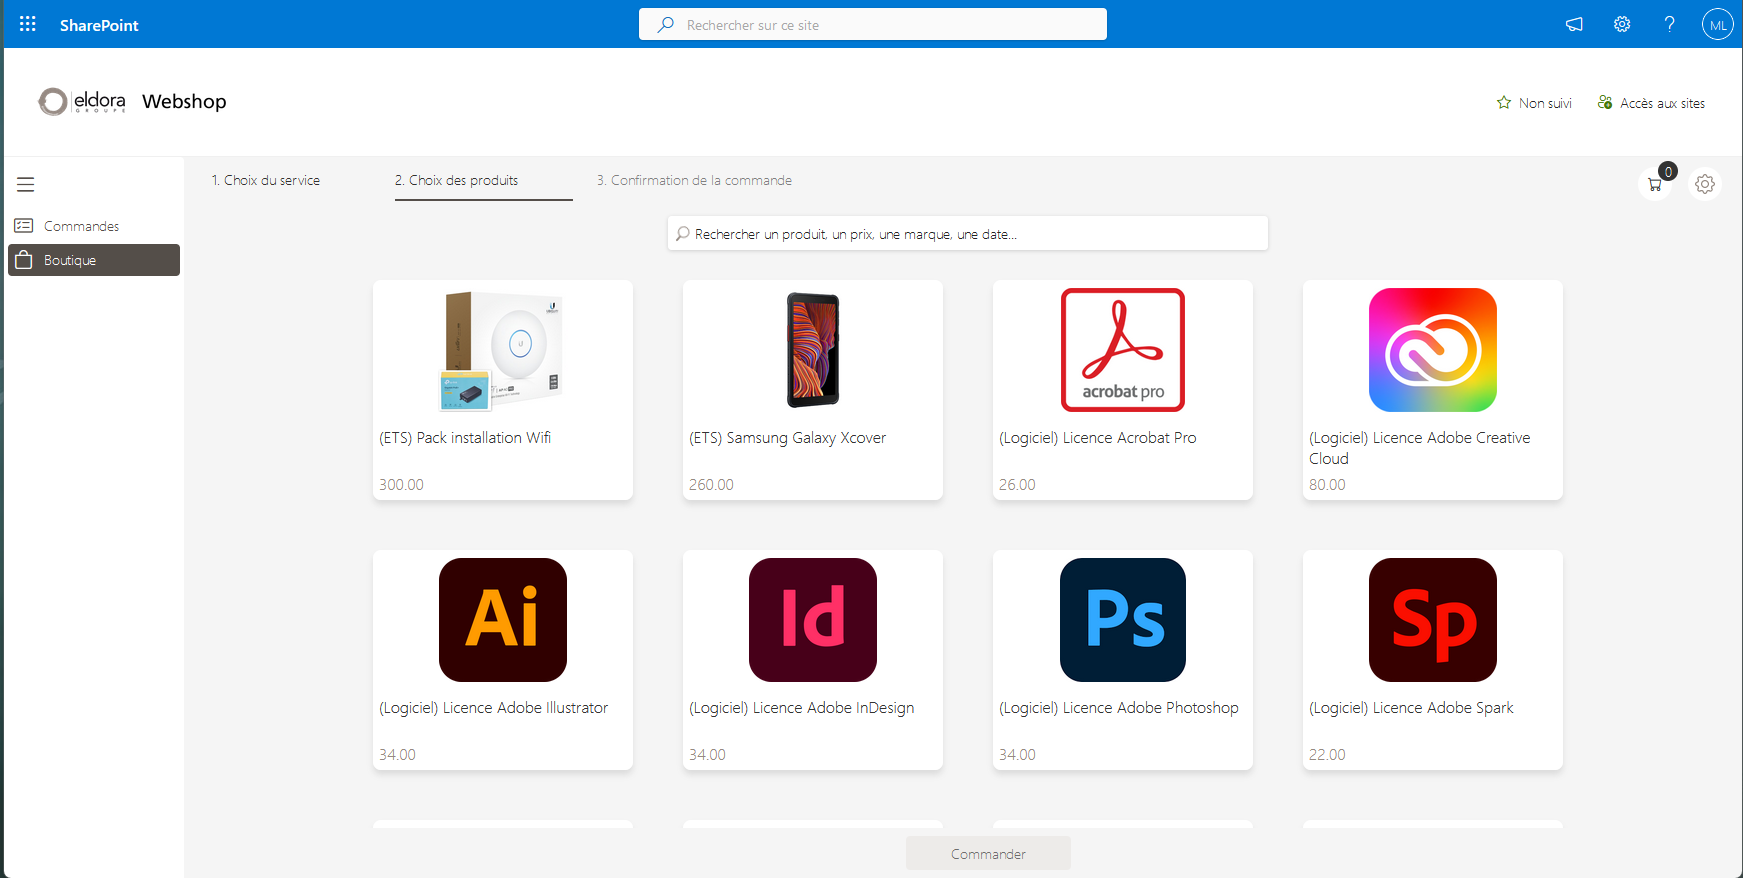 SharePoint
Rechercher sur ce site
ML
eldora
GROUPE
Webshop
Non suivi
Accès aux sites
1. Choix du service
2. Choix des produits
3. Confirmation de la commande
0
Commandes
Boutique
Rechercher un produit, un prix, une marque, une date...
acrobat pro
(ETS) Pack installation Wifi
300.00
(ETS) Samsung Galaxy Xcover
260.00
(Logiciel) Licence Acrobat Pro
26.00
(Logiciel) Licence Adobe Creative
Cloud
80.00
Ai
(Logiciel) Licence Adobe Illustrator
34.00
Id
(Logiciel) Licence Adobe InDesign
34.00
Ps
(Logiciel) Licence Adobe Photoshop
34.00
Sp
(Logiciel) Licence Adobe Spark
22.00
Commander